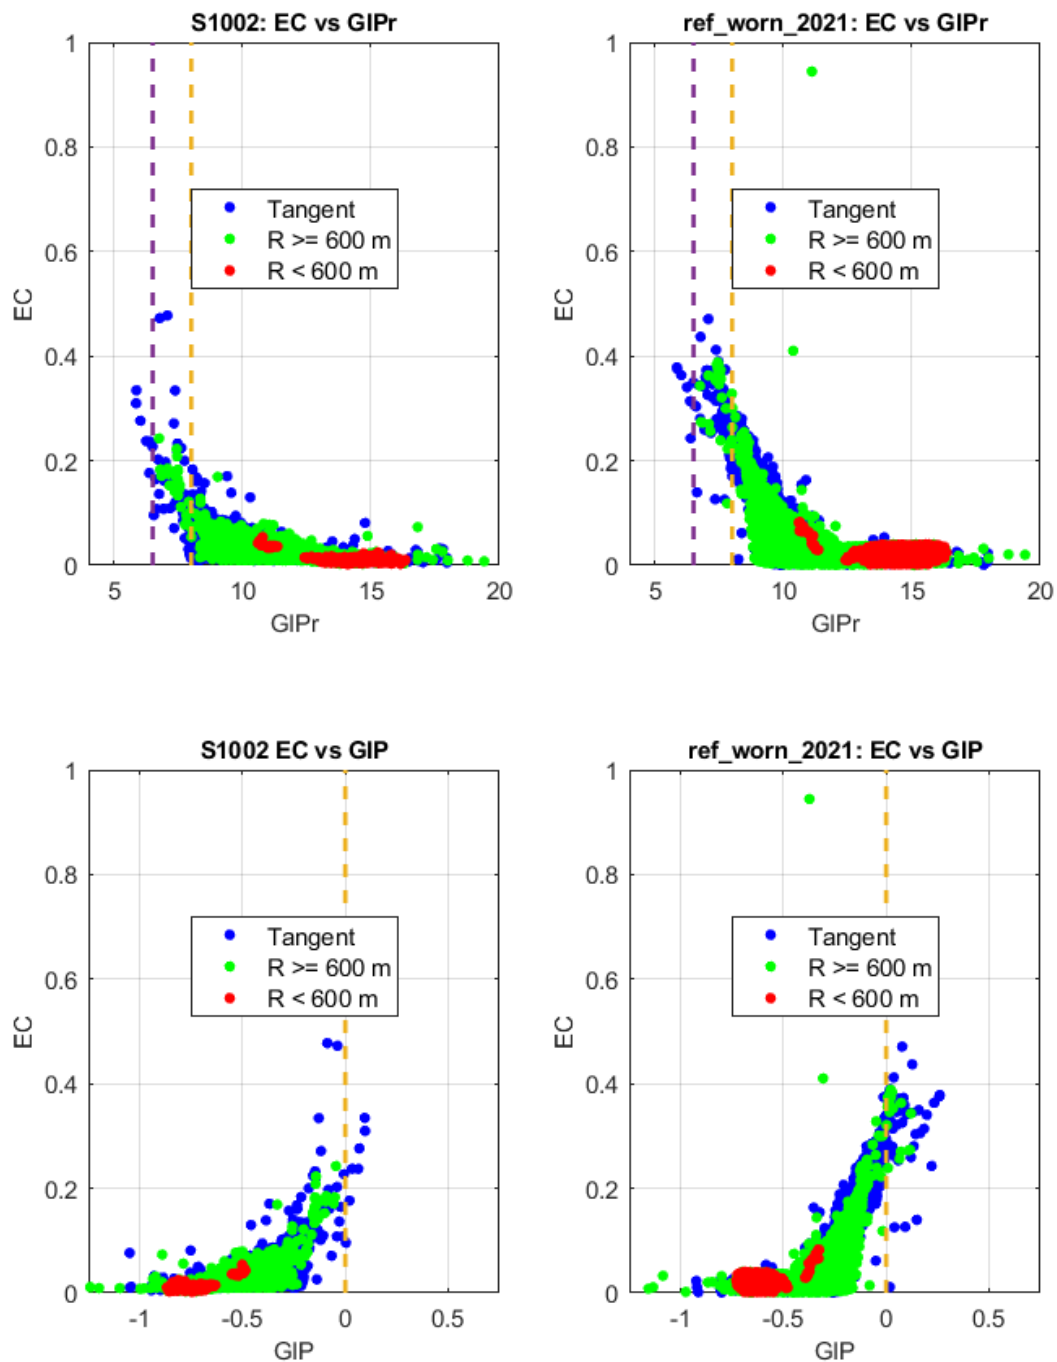 S1002: EC vs GIPr
1
0.8
0.6
0.4
0.2
0
EC
Tangent
R >= 600 m
R < 600 m
5
10
15
20
GIPr
ref_worn_2021: EC vs GIPr
1
0.8
0.6
0.4
0.2
0
EC
Tangent
R >= 600 m
R < 600 m
5
10
15
20
GIPr
S1002 EC vs GIP
1
0.8
0.6
0.4
0.2
0
EC
Tangent
R >= 600 m
R < 600 m
-1
-0.5
0
0.5
GIP
ref_worn_2021: EC vs GIP
1
0.8
0.6
0.4
0.2
0
EC
Tangent
R >= 600 m
R < 600 m
-1
-0.5
0
0.5
GIP